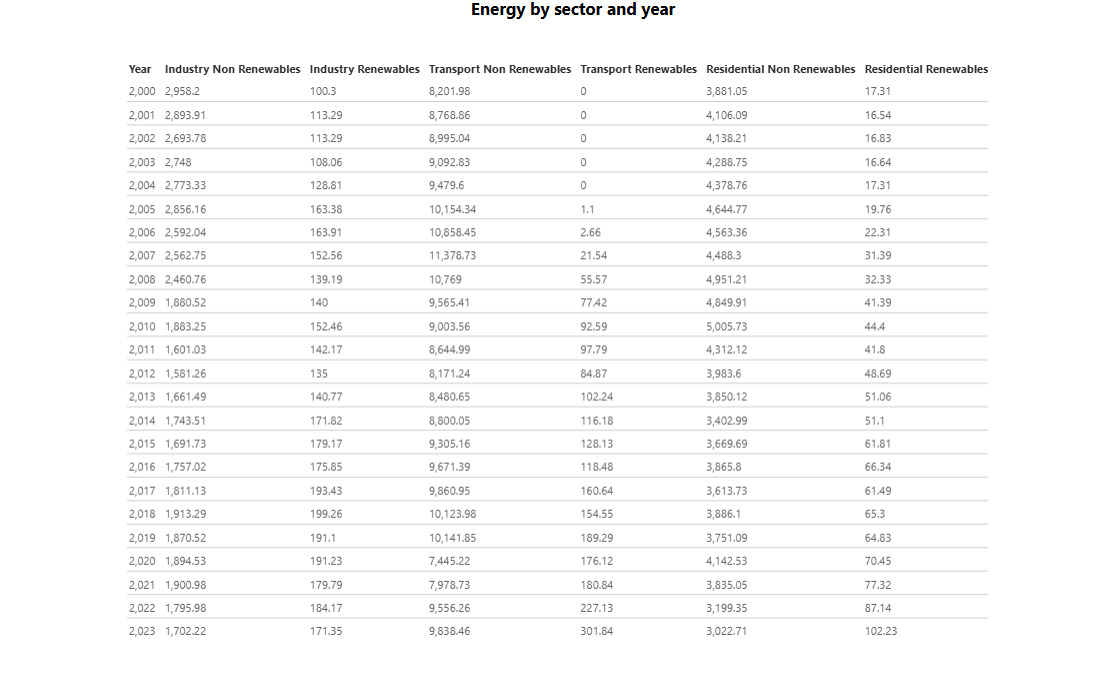 Energy by sector and year
Year Industry Non Renewables Industry Renewables Transport Non Renewables Transport Renewables Residential Non Renewables Residential Renewables
2,000 2,958.2 100.3 8,201.98 0 3,881.05 17.31
2,001 2,893.91 113.29 8,768.86 0 4,106.09 16.54
2,002 2,693.78 113.29 8,995.04 0 4,138.21 16.83
2,003 2,748 108.06 9,092.83 0 4,288.75 16.64
2,004 2,773.33 128.81 9,479.6 0 4,378.76 17.31
2,005 2,856.16 163.38 10,154.34 1.1 4,644.77 19.76
2,006 2,592.04 163.91 10,858.45 2.66 4,563.36 22.31
2,007 2,562.75 152.56 11,378.73 21.54 4,488.3 31.39
2,008 2,460.76 139.19 10,769 55.57 4,951.21 32.33
2,009 1,880.52 140 9,565.41 77.42 4,849.91 41.39
2,010 1,883.25 152.46 9,003.56 92.59 5,005.73 44.4
2,011 1,601.03 142.17 8,644.99 97.79 4,312.12 41.8
2,012 1,581.26 135 8,171.24 84.87 3,983.6 48.69
2,013 1,661.49 140.77 8,480.65 102.24 3,850.12 51.06
2,014 1,743.51 171.82 8,800.05 116.18 3,402.99 51.1
2,015 1,691.73 179.17 9,305.16 128.13 3,669.69 61.81
2,016 1,757.02 175.85 9,671.39 118.48 3,865.8 66.34
2,017 1,811.13 193.43 9,860.95 160.64 3,613.73 61.49
2,018 1,913.29 199.26 10,123.98 154.55 3,886.1 65.3
2,019 1,870.52 191.1 10,141.85 189.29 3,751.09 64.83
2,020 1,894.53 191.23 7,445.22 176.12 4,142.53 70.45
2,021 1,900.98 179.79 7,978.73 180.84 3,835.05 77.32
2,022 1,795.98 184.17 9,556.26 227.13 3,199.35 87.14
2,023 1,702.22 171.35 9,838.46 301.84 3,022.71 102.23